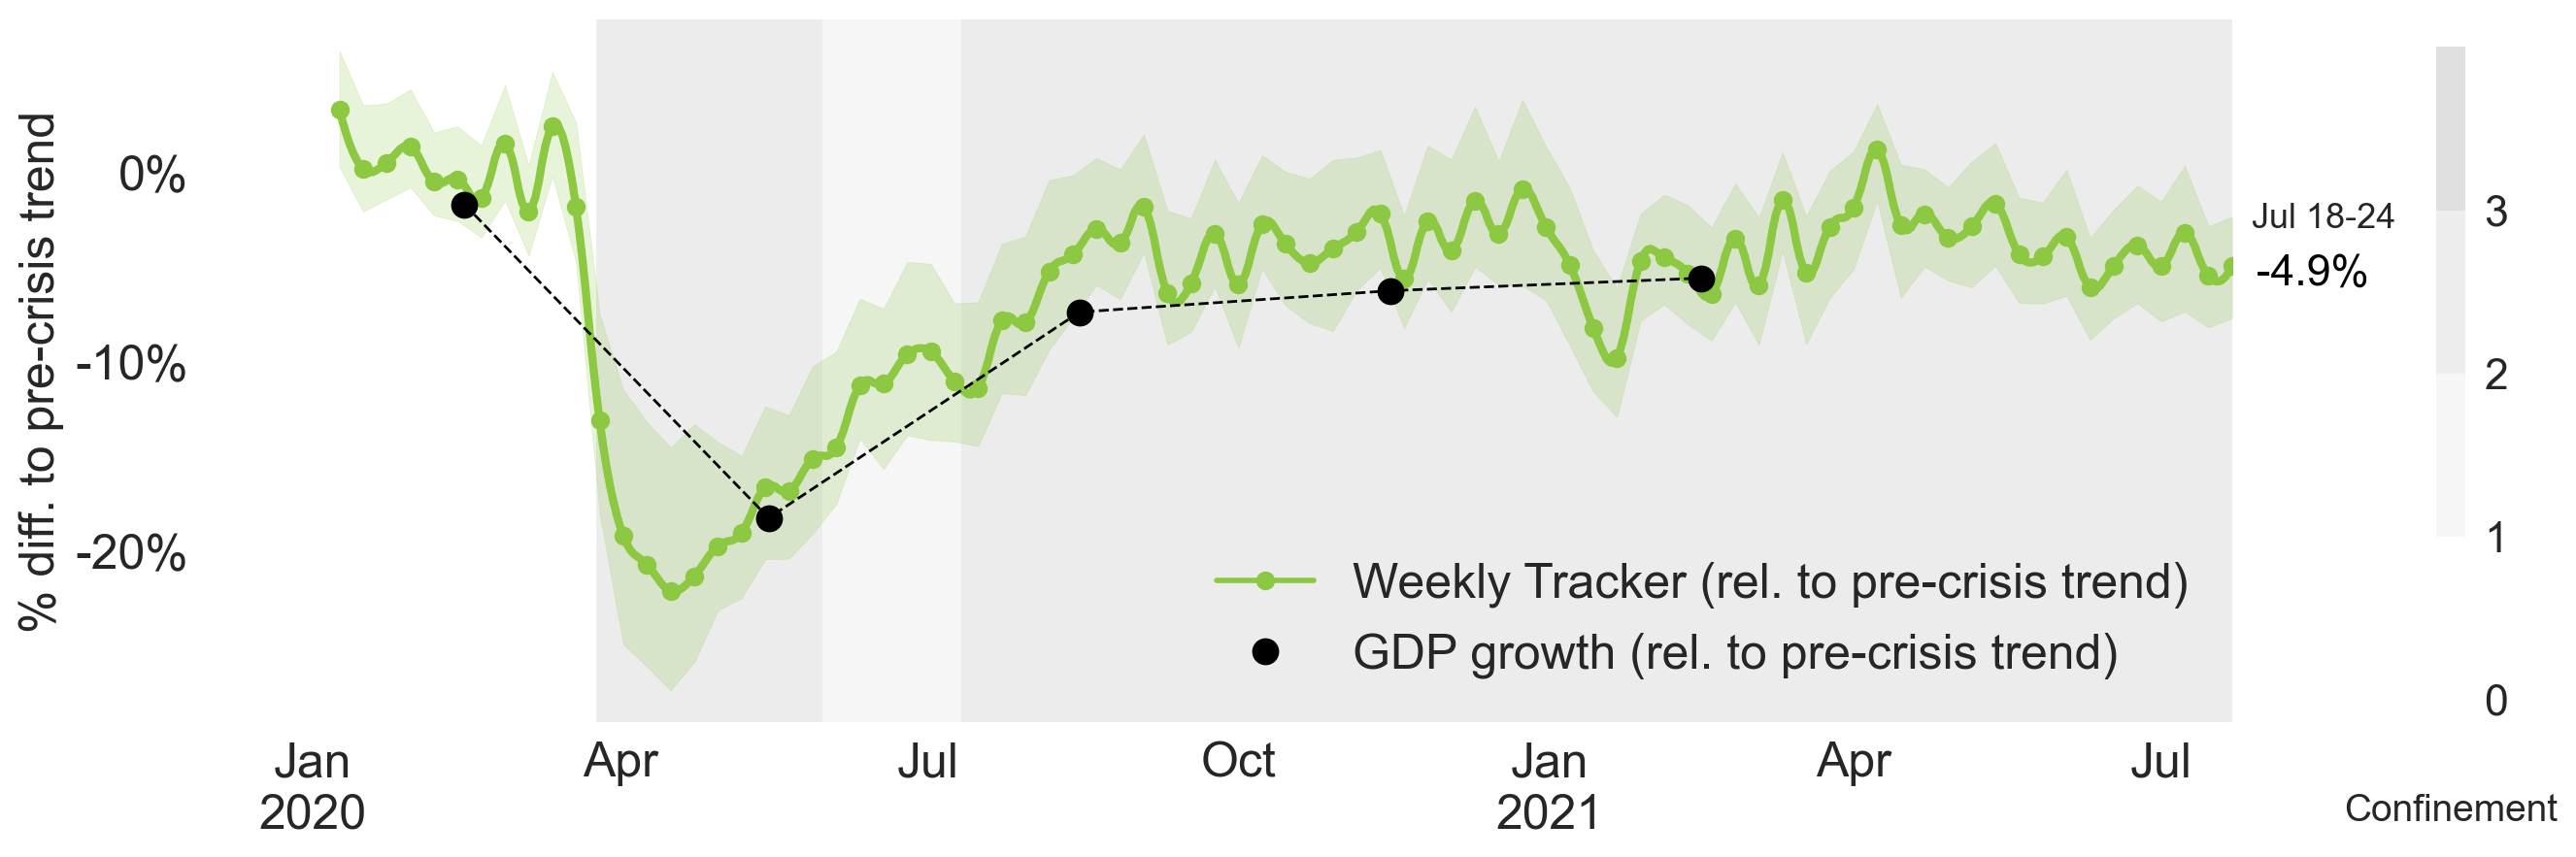 % diff. to pre-crisis trend
0%
-10%
-20%
Jul 18-24
-4.9%
Weekly Tracker (rel. to pre-crisis trend)
GDP growth (rel. to pre-crisis trend)
3
2
1
0
Jan Apr Jul Oct Jan Apr Jul
2020 2021
Confinement